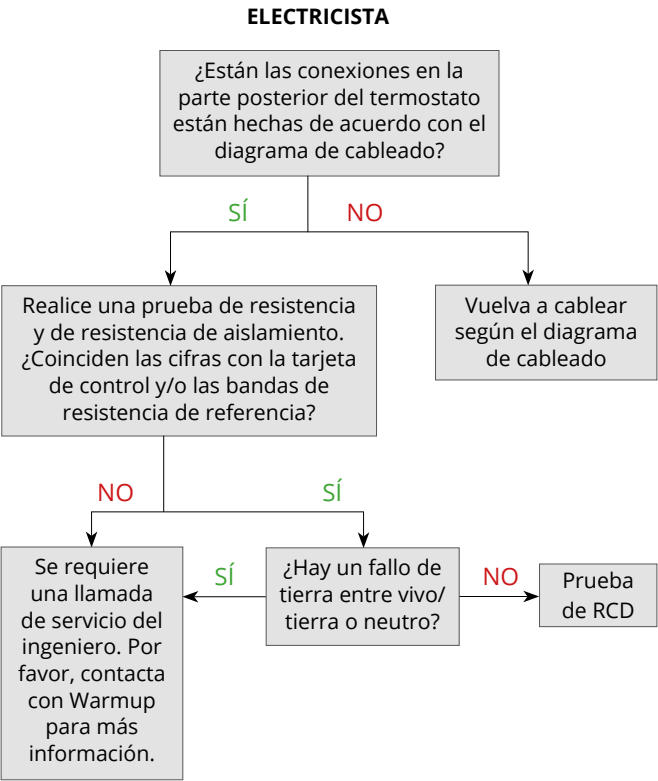 ELECTRICISTA
¿Están las conexiones en la
parte posterior del termostato
están hechas de acuerdo con el
diagrama de cableado?
SÍ
NO
Realice una prueba de resistencia
y de resistencia de aislamiento.
¿Coinciden las cifras con la tarjeta
de control y/o las bandas de
resistencia de referencia?
Vuelva a cablear
según el diagrama
de cableado
NO
SÍ
Se requiere
una llamada
de servicio del
ingeniero. Por
favor, contacta
con Warmup
para más
información.
SÍ
¿Hay un fallo de
tierra entre vivo/
tierra o neutro?
NO
Prueba
de RCD